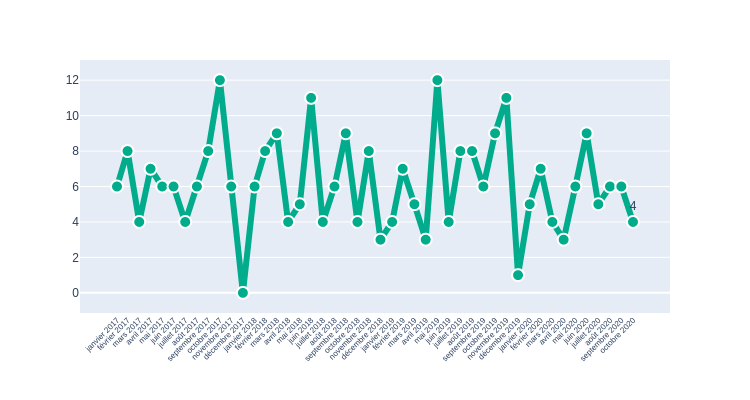 12
10
8
6
4
2
0
4
janvier 2017
février 2017
mars 2017
avril 2017
mai 2017
juin 2017
juillet 2017
août 2017
septembre 2017
octobre 2017
novembre 2017
décembre 2017
janvier 2018
février 2018
mars 2018
avril 2018
mai 2018
juin 2018
juillet 2018
août 2018
septembre 2018
octobre 2018
novembre 2018
décembre 2018
janvier 2019
février 2019
mars 2019
avril 2019
mai 2019
juin 2019
juillet 2019
août 2019
septembre 2019
octobre 2019
novembre 2019
décembre 2019
janvier 2020
février 2020
mars 2020
avril 2020
mai 2020
juin 2020
juillet 2020
août 2020
septembre 2020
octobre 2020